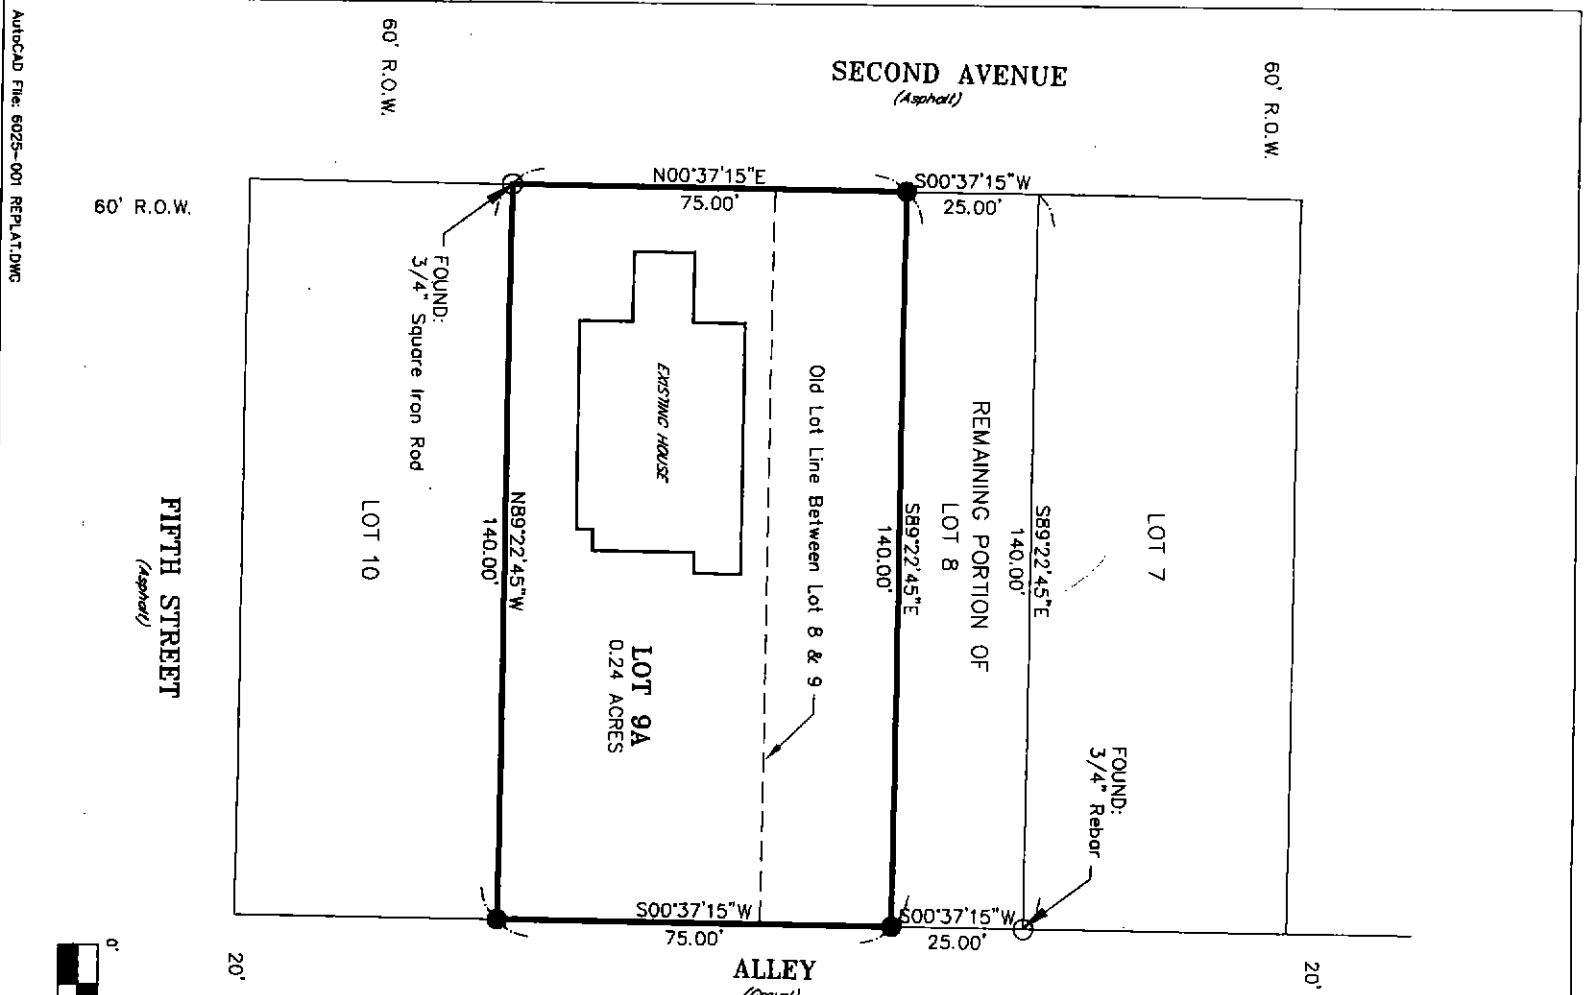 AutoCAD File: 6025-001 REPLAT.DWG
60' R.O.W.
SECOND AVENUE
(Asphalt)
60' R.O.W.
60' R.O.W.
N00°37'15"E
75.00'
S00°37'15"W
25.00'
FOUND:
3/4" Square Iron Rod
EXISTING HOUSE
Old Lot Line Between Lot 8 & 9
REMAINING PORTION OF
LOT 8
S89°22'45"E
140.00'
S89°22'45"E
140.00'
LOT 7
N89°22'45"W
140.00'
LOT 10
FIFTH STREET
(Asphalt)
LOT 9A
0.24 ACRES
FOUND:
3/4" Rebar
S00°37'15"W
75.00'
S00°37'15"W
25.00'
ALLEY
0'
20'
20'